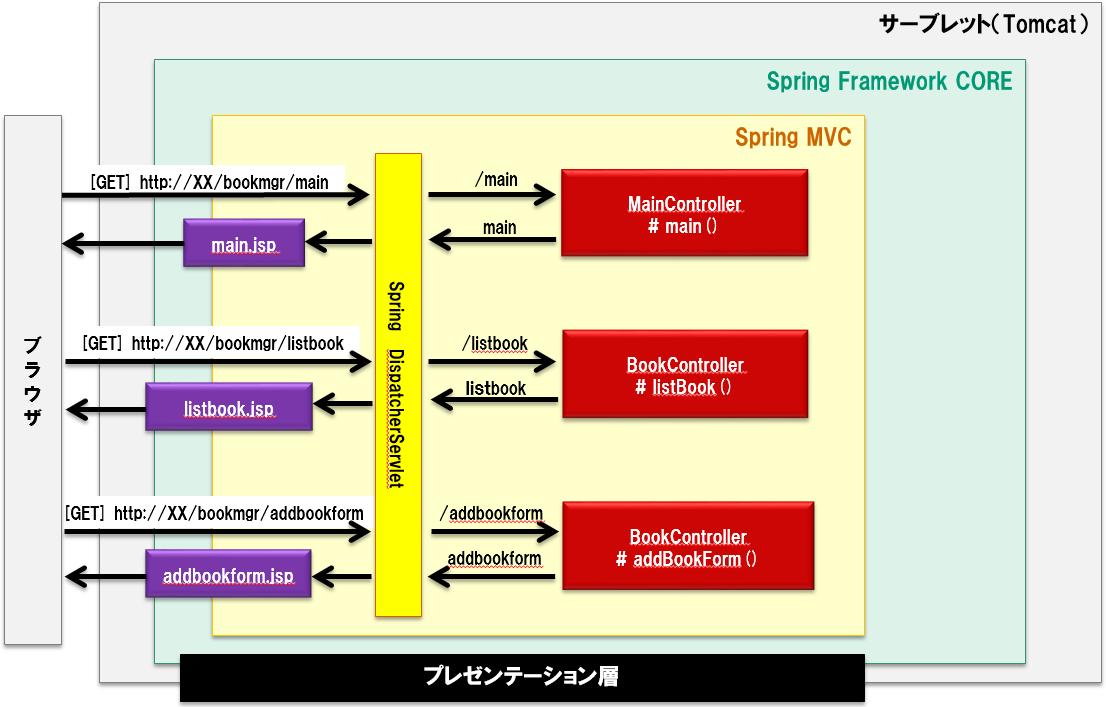 サーブレット(Tomcat)
Spring Framework CORE
Spring MVC
ブラウザ
[GET] http://XX/bookmgr/main
/main
MainController
# main()
main
main.jsp
Spring DispatcherServlet
[GET] http://XX/bookmgr/listbook
/listbook
BookController
# listBook()
listbook
listbook.jsp
[GET] http://XX/bookmgr/addbookform
/addbookform
BookController
# addBookForm()
addbookform
addbookform.jsp
プレゼンテーション層